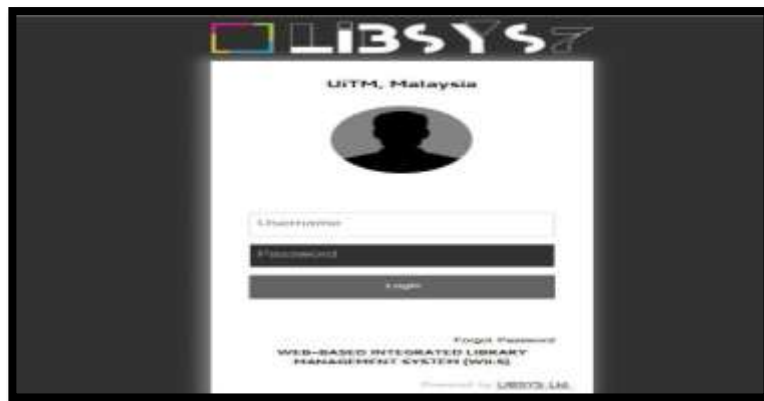 LiBSYS7
UiTM, Malaysia
Username
Password
Login
Forgot Password
WEB-BASED INTEGRATED LIBRARY
MANAGEMENT SYSTEM (WILS)
Powered by LIBSYS Ltd.